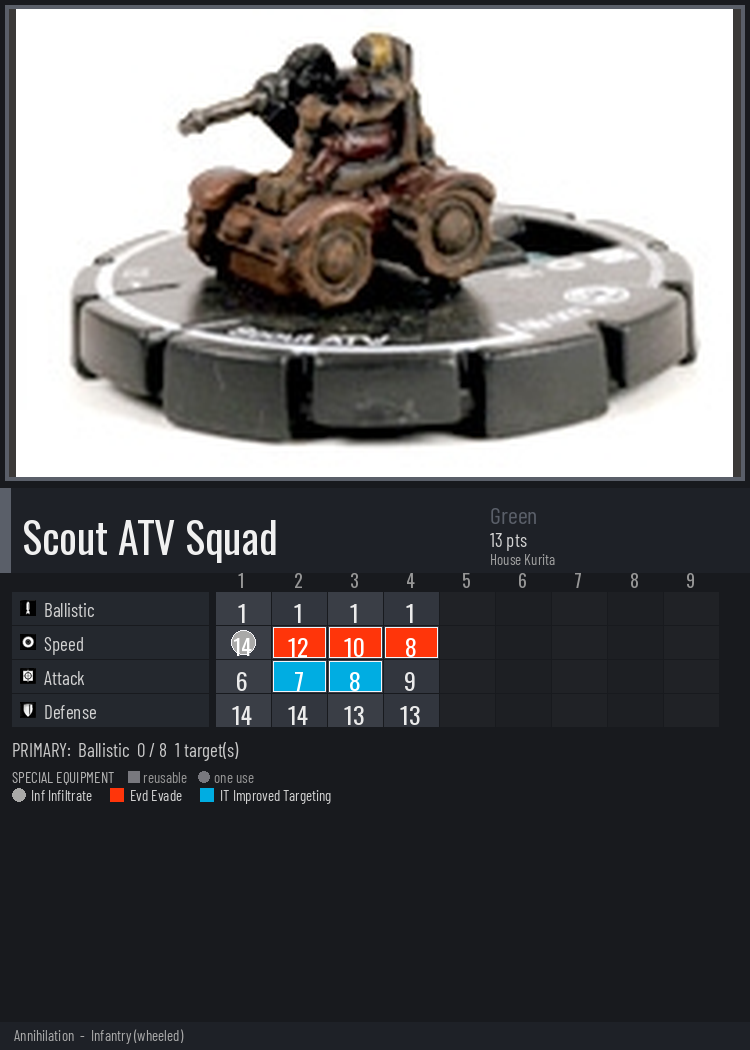 Scout ATV
Scout ATV Squad
Green
13 pts
House Kurita
1 2 3 4 5 6 7 8 9
Ballistic 1 1 1 1
Speed 14 12 10 8
Attack 6 7 8 9
Defense 14 14 13 13
PRIMARY: Ballistic 0 / 8 1 target(s)
SPECIAL EQUIPMENT reusable one use
Inf Infiltrate Evd Evade IT Improved Targeting
Annihilation - Infantry (wheeled)